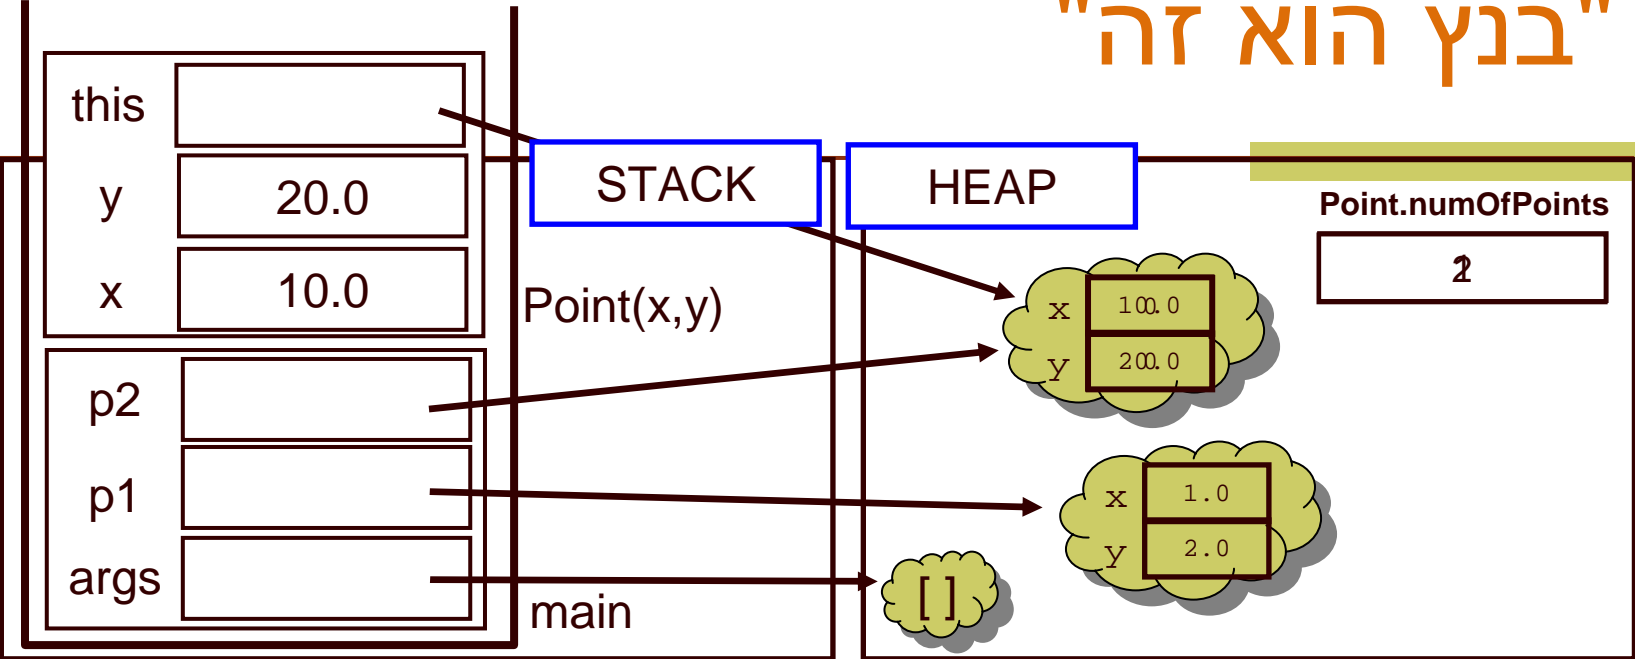 "בנץ הוא זה"
this
y 20.0
x 10.0
Point(x,y)
p2
p1
args
main
STACK
HEAP
Point.numOfPoints
x
y
x 1.0
y 2.0
[ ]